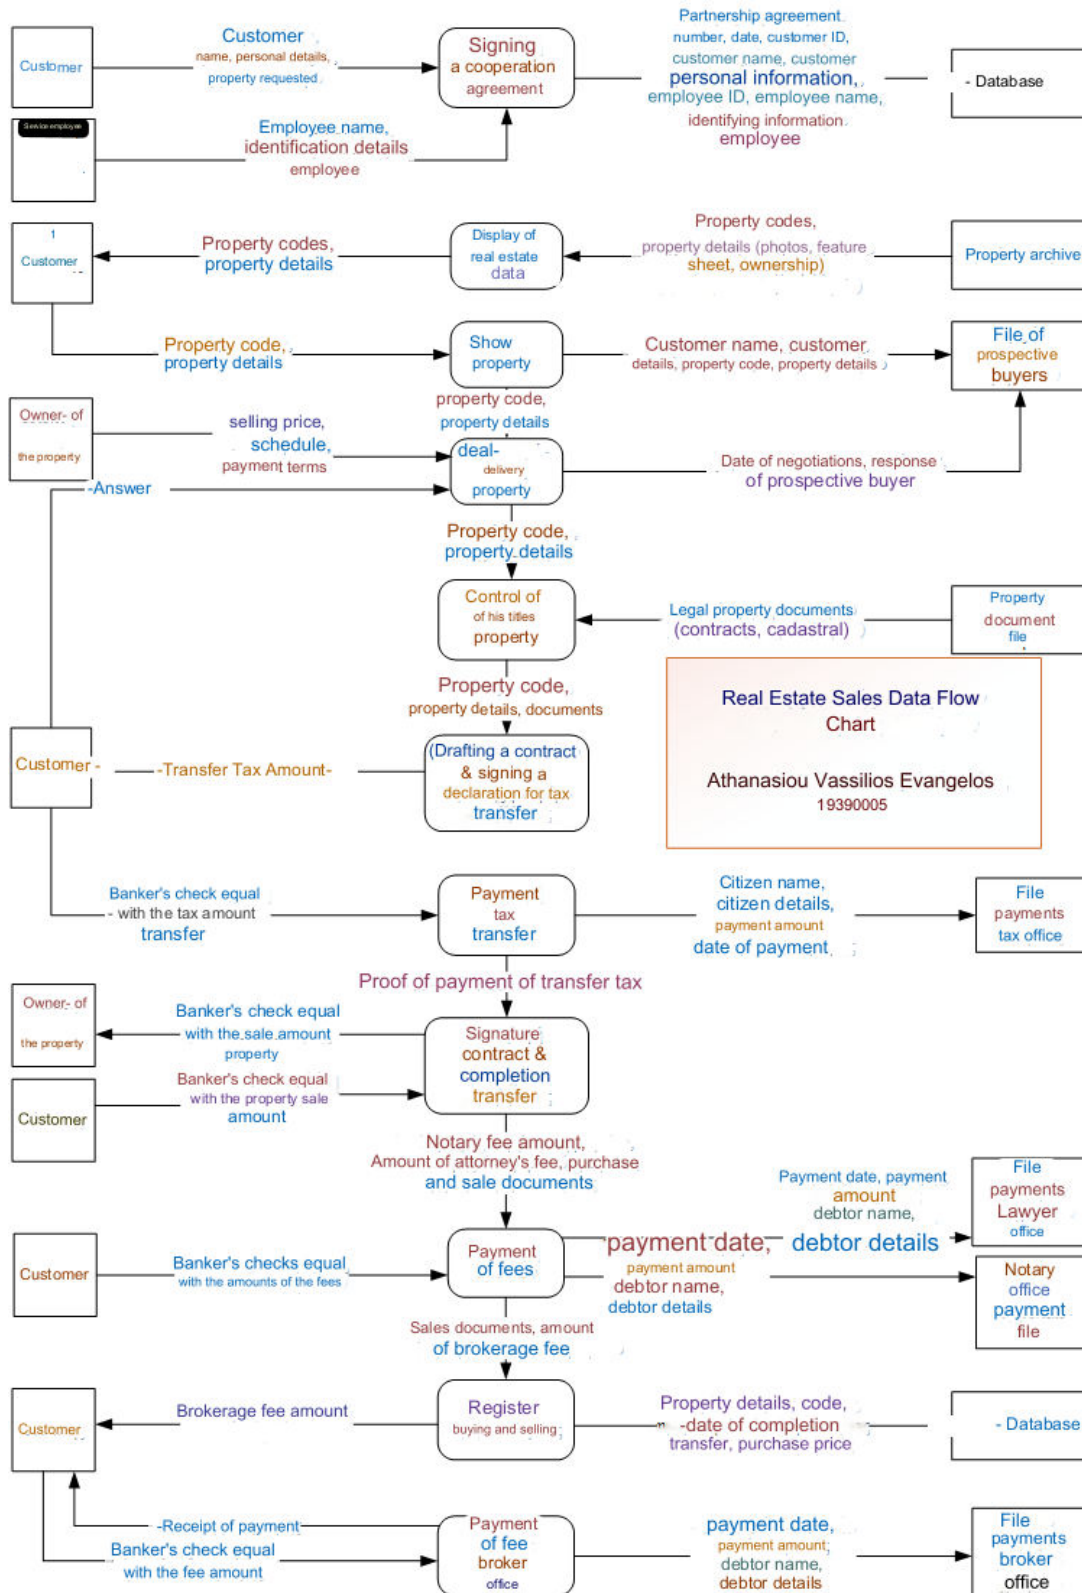 Customer
Customer
name, personal details,
property requested
Signing
a cooperation
agreement
Partnership agreement
number, date, customer ID,
customer name, customer
personal information,
employee ID, employee name,
identifying information
employee
- Database
Service employee
Employee name,
identification details
employee
1
Customer
Property codes,
property details
Display of
real estate
data
Property codes,
property details (photos, feature
sheet, ownership)
Property archive
Property code,
property details
Show
property
Customer name, customer
details, property code, property details
File of
prospective
buyers
property code,
property details
Owner- of
the property
selling price,
schedule,
payment terms
deal-
delivery
property
Date of negotiations, response
of prospective buyer
-Answer
Property code,
property details
Control of
of his titles
property
Legal property documents
(contracts, cadastral)
Property
document
file
Property code,
property details, documents
Real Estate Sales Data Flow
Chart
Athanasiou Vassilios Evangelos
19390005
Customer -
-Transfer Tax Amount-
(Drafting a contract
& signing a
declaration for tax
transfer
Banker's check equal
- with the tax amount
transfer
Payment
tax
transfer
Citizen name,
citizen details,
payment amount
date of payment
File
payments
tax office
Proof of payment of transfer tax
Owner- of
the property
Banker's check equal
with the sale amount
property
Signature
contract &
completion
transfer
Customer
Banker's check equal
with the property sale
amount
Notary fee amount,
Amount of attorney's fee, purchase
and sale documents
Payment date, payment
amount
debtor name,
debtor details
File
payments
Lawyer
office
Customer
Banker's checks equal
with the amounts of the fees
Payment
of fees
payment date,
payment amount
debtor name,
debtor details
Notary
office
payment
file
Sales documents, amount
of brokerage fee
Customer
Brokerage fee amount
Register
buying and selling
Property details, code,
-date of completion
transfer, purchase price
- Database
-Receipt of payment
Banker's check equal
with the fee amount
Payment
of fee
broker
office
payment date,
payment amount,
debtor name,
debtor details
File
payments
broker
office